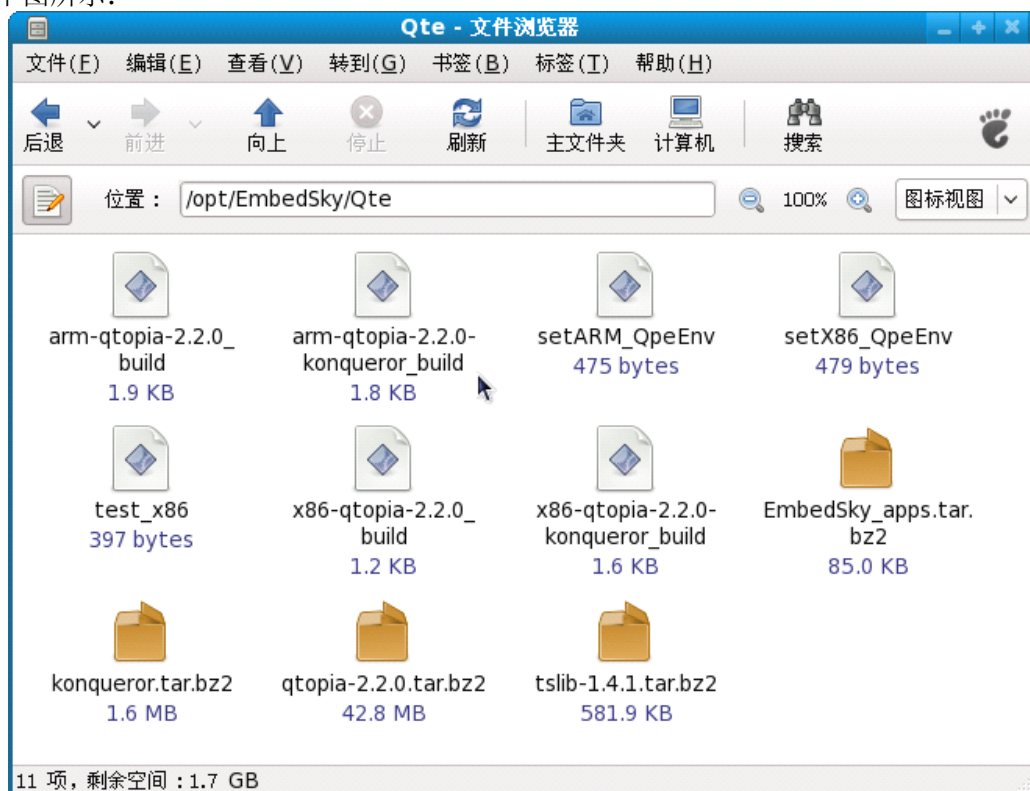 下图所示:
Qte - 文件浏览器
文件(F) 编辑(E) 查看(V) 转到(G) 书签(B) 标签(T) 帮助(H)
后退 前进 向上 停止 刷新 主文件夹 计算机 搜索
位置： /opt/EmbedSky/Qte 100% 图标视图
arm-qtopia-2.2.0_ arm-qtopia-2.2.0- setARM_QpeEnv setX86_QpeEnv
build konqueror_build 475 bytes 479 bytes
1.9 KB 1.8 KB
test_x86 x86-qtopia-2.2.0_ x86-qtopia-2.2.0- EmbedSky_apps.tar.
397 bytes build konqueror_build bz2
1.2 KB 1.6 KB 85.0 KB
konqueror.tar.bz2 qtopia-2.2.0.tar.bz2 tslib-1.4.1.tar.bz2
1.6 MB 42.8 MB 581.9 KB
11 项，剩余空间：1.7 GB